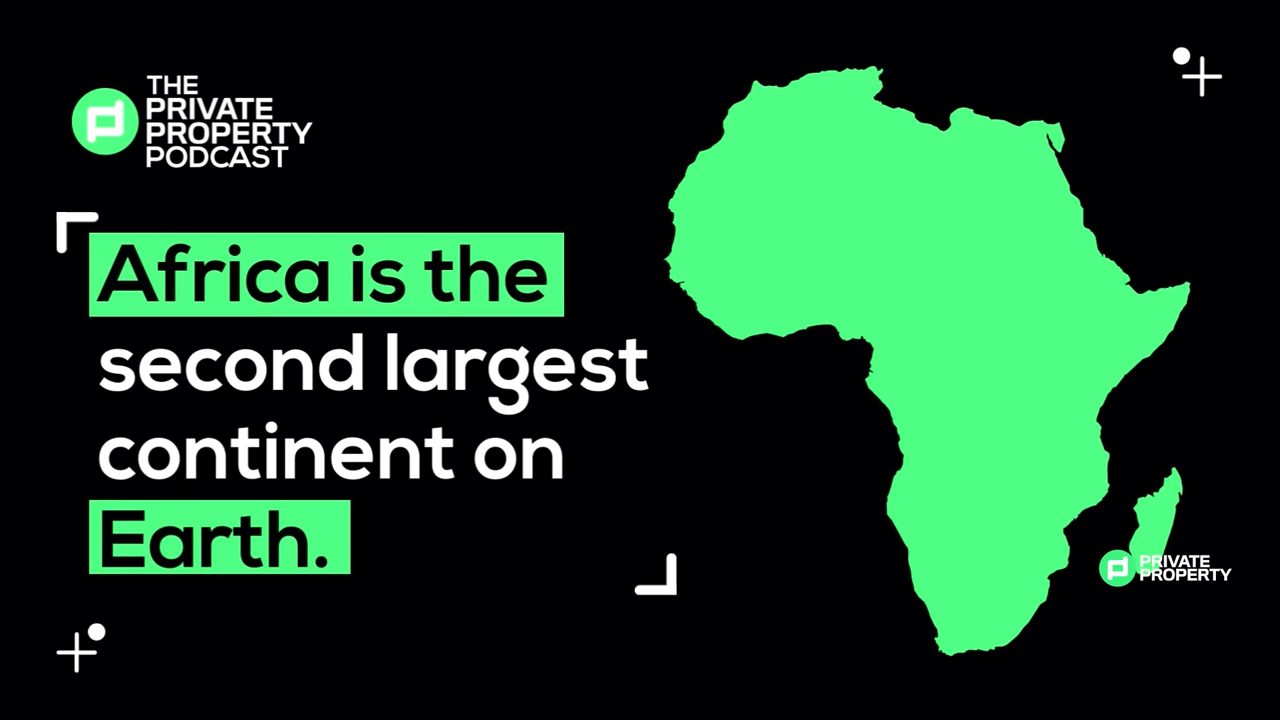 THE
PRIVATE
PROPERTY
PODCAST
Africa is the
second largest
continent on
Earth.
PRIVATE
PROPERTY